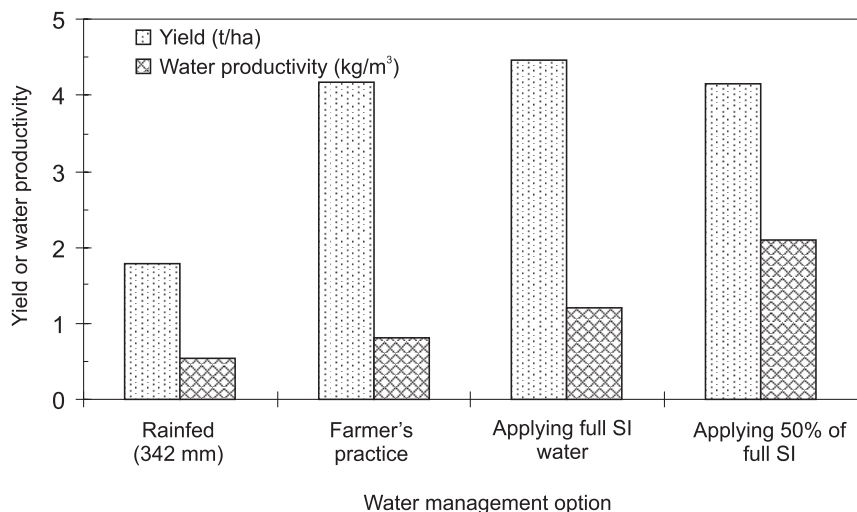 5
4
3
2
1
0
Yield or water productivity
Yield (t/ha)
Water productivity (kg/m³)
Rainfed
(342 mm)
Farmer's
practice
Applying full SI
water
Applying 50% of
full SI
Water management option